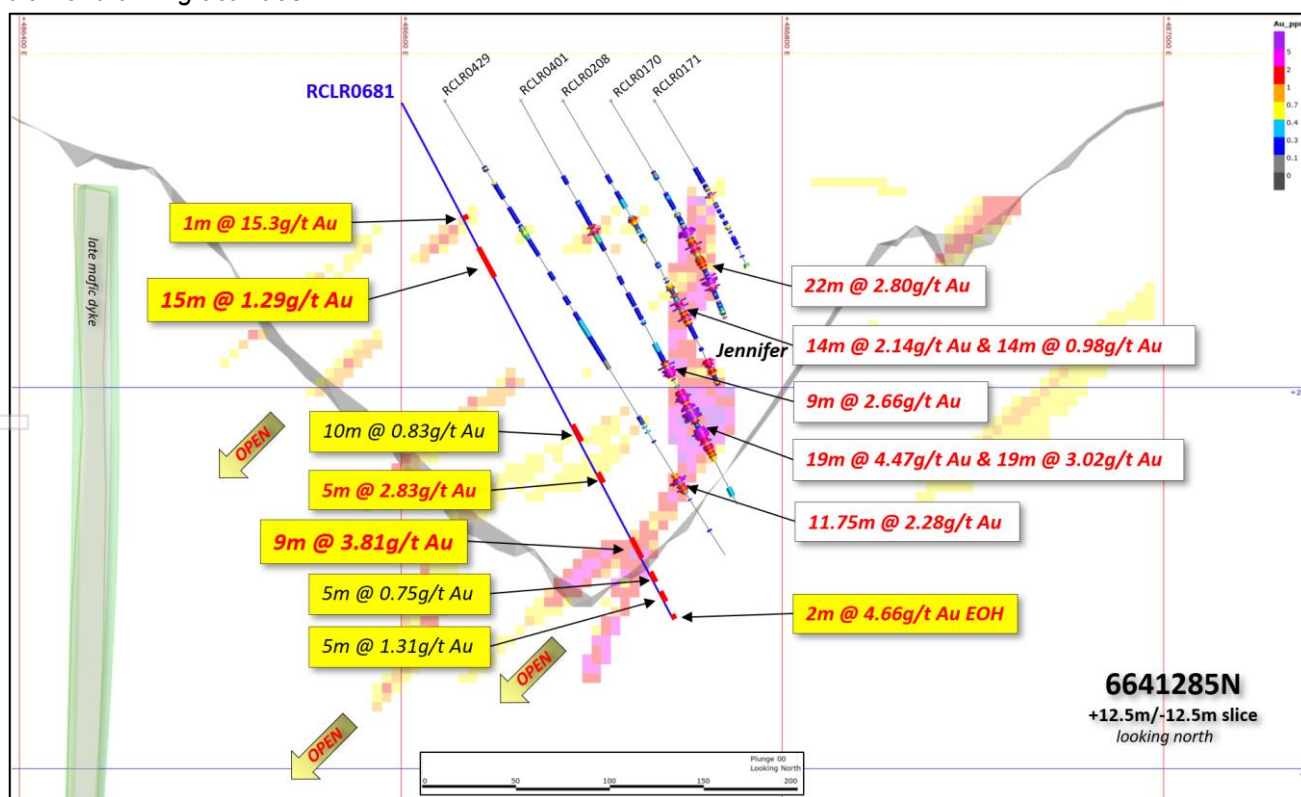 486400 E
486600 E
486800 E
487000 E
Au_ppm
5
2
1
0.7
0.4
0.3
0.1
0
RCLR0681
RCLR0429
RCLR0401
RCLR0208
RCLR0170
RCLR0171
late mafic dyke
1m @ 15.3g/t Au
15m @ 1.29g/t Au
22m @ 2.80g/t Au
14m @ 2.14g/t Au & 14m @ 0.98g/t Au
Jennifer
9m @ 2.66g/t Au
OPEN
10m @ 0.83g/t Au
19m @ 4.47g/t Au & 19m @ 3.02g/t Au
5m @ 2.83g/t Au
11.75m @ 2.28g/t Au
9m @ 3.81g/t Au
5m @ 0.75g/t Au
2m @ 4.66g/t Au EOH
5m @ 1.31g/t Au
OPEN
OPEN
6641285N
+12.5m/-12.5m slice
looking north
Plunge 00
Looking North
0 50 100 150 200